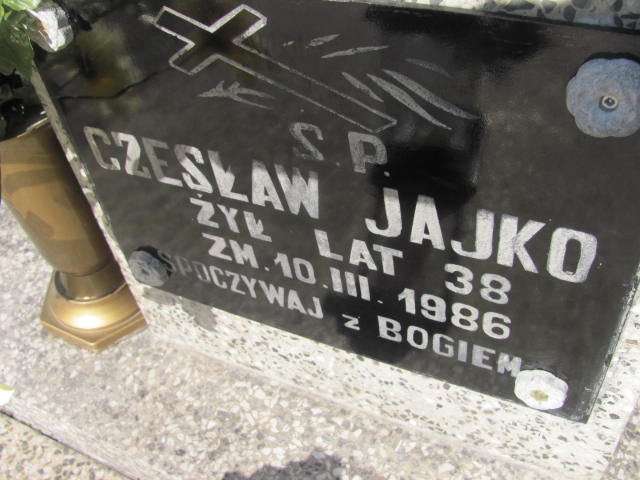 Ś.P.
CZESŁAW JAJKO
ŻYŁ LAT 38
ZM. 10.III.1986
SPOCZYWAJ z BOGIEM